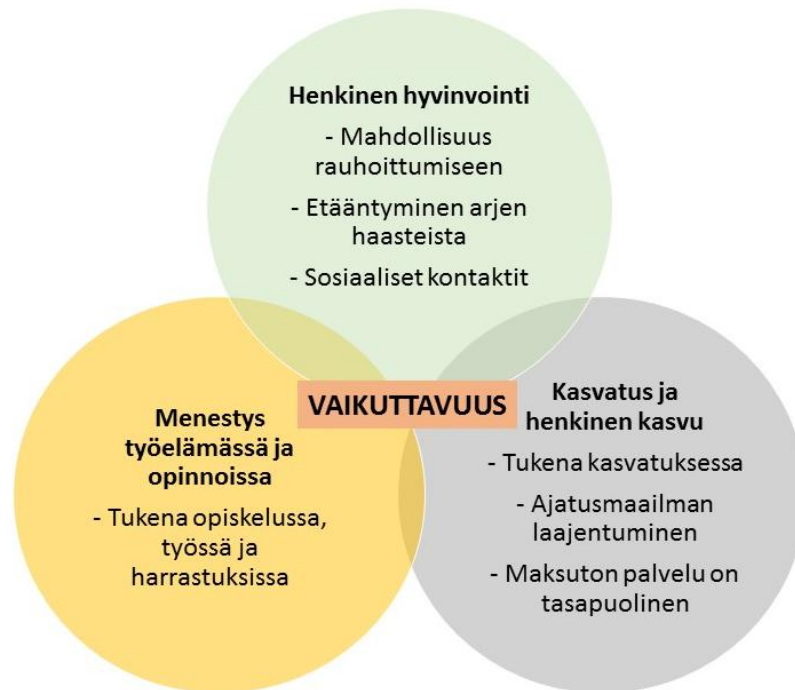 Henkinen hyvinvointi
- Mahdollisuus
rauhoittumiseen
- Etääntyminen arjen
haasteista
- Sosiaaliset kontaktit
VAIKUTTAVUUS
Menestys
työelämässä ja
opinnoissa
- Tukena opiskelussa,
työssä ja
harrastuksissa
Kasvatus ja
henkinen kasvu
- Tukena kasvatuksessa
- Ajatusmaailman
laajentuminen
- Maksuton palvelu on
tasapuolinen